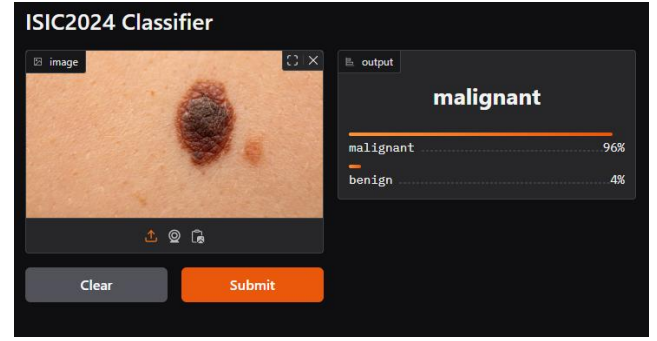 ISIC2024 Classifier
image
output
malignant
malignant 96%
benign 4%
Clear
Submit